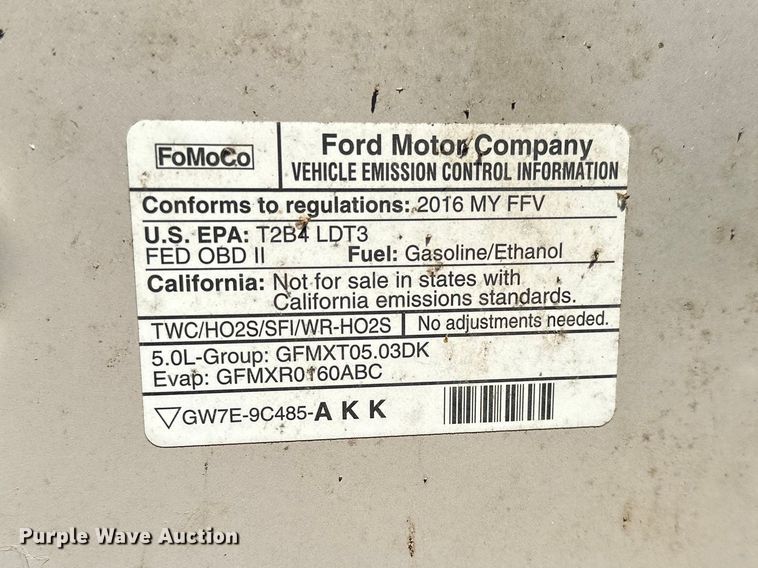 FoMoCo
Ford Motor Company
VEHICLE EMISSION CONTROL INFORMATION
Conforms to regulations: 2016 MY FFV
U.S. EPA: T2B4 LDT3
FED OBD II Fuel: Gasoline/Ethanol
California: Not for sale in states with
California emissions standards.
TWC/HO2S/SFI/WR-HO2S No adjustments needed.
5.0L-Group: GFMXT05.03DK
Evap: GFMXR0160ABC
GW7E-9C485-AKK
Purple Wave Auction